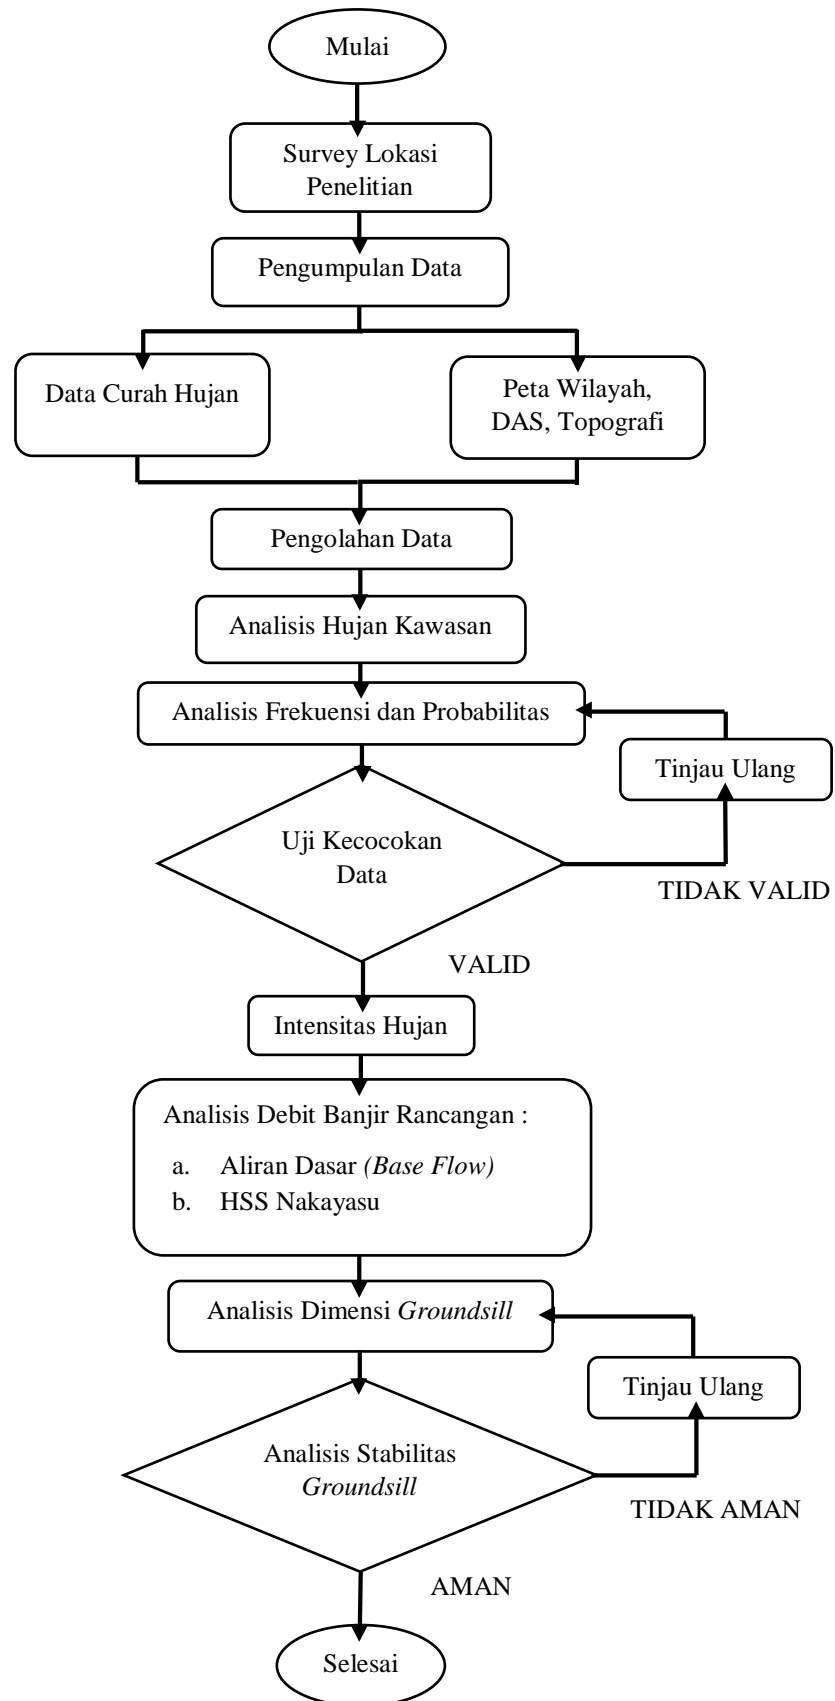 Mulai
Survey Lokasi
Penelitian
Pengumpulan Data
Data Curah Hujan
Peta Wilayah,
DAS, Topografi
Pengolahan Data
Analisis Hujan Kawasan
Analisis Frekuensi dan Probabilitas
Tinjau Ulang
Uji Kecocokan
Data
TIDAK VALID
VALID
Intensitas Hujan
Analisis Debit Banjir Rancangan :
a. Aliran Dasar (Base Flow)
b. HSS Nakayasu
Analisis Dimensi Groundsill
Tinjau Ulang
Analisis Stabilitas
Groundsill
TIDAK AMAN
AMAN
Selesai